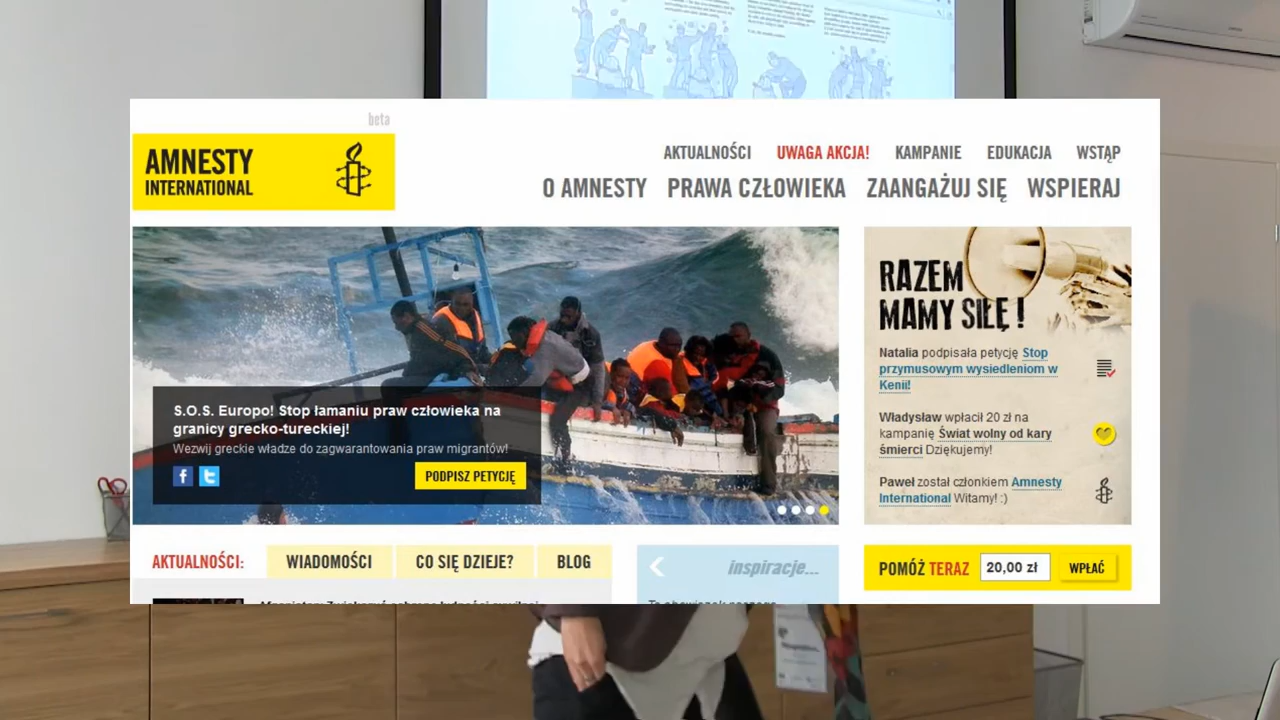 beta
AMNESTY
INTERNATIONAL
AKTUALNOŚCI UWAGA AKCJA! KAMPANIE EDUKACJA WSTĄP
O AMNESTY PRAWA CZŁOWIEKA ZAANGAŻUJ SIĘ WSPIERAJ
S.O.S. Europo! Stop łamaniu praw człowieka na
granicy grecko-tureckiej!
Wezwij greckie władze do zagwarantowania praw migrantów!
PODPISZ PETYCJĘ
RAZEM
MAMY SIŁĘ !
Natalia podpisała petycję Stop
przymusowym wysiedleniom w
Kenii!
Władysław wpłacił 20 zł na
kampanię Świat wolny od kary
śmierci Dziękujemy!
Paweł został członkiem Amnesty
International Witamy! :)
AKTUALNOŚCI: WIADOMOŚCI CO SIĘ DZIEJE? BLOG
inspiracje...
POMÓŻ TERAZ 20,00 zł WPŁAĆ